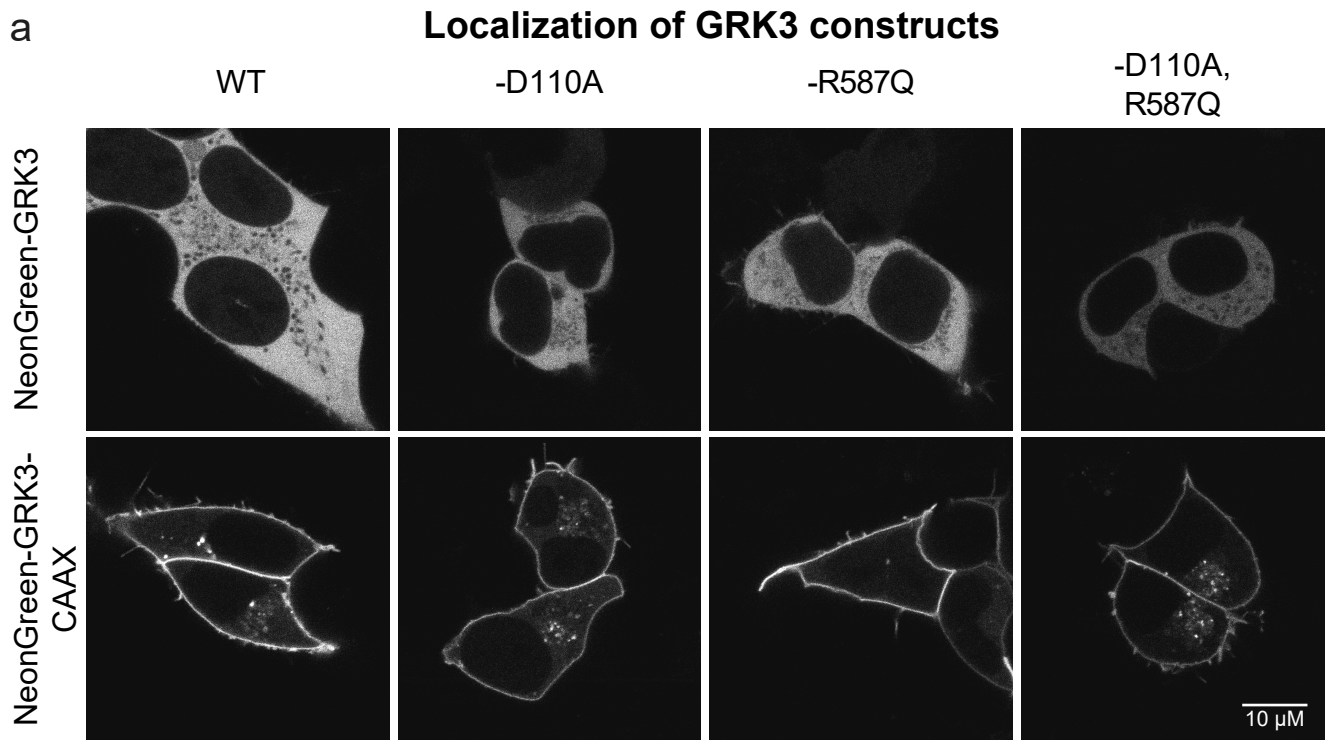 a
Localization of GRK3 constructs
WT
-D110A
-R587Q
-D110A,
R587Q
NeonGreen-GRK3
NeonGreen-GRK3-
CAAX
10 µM